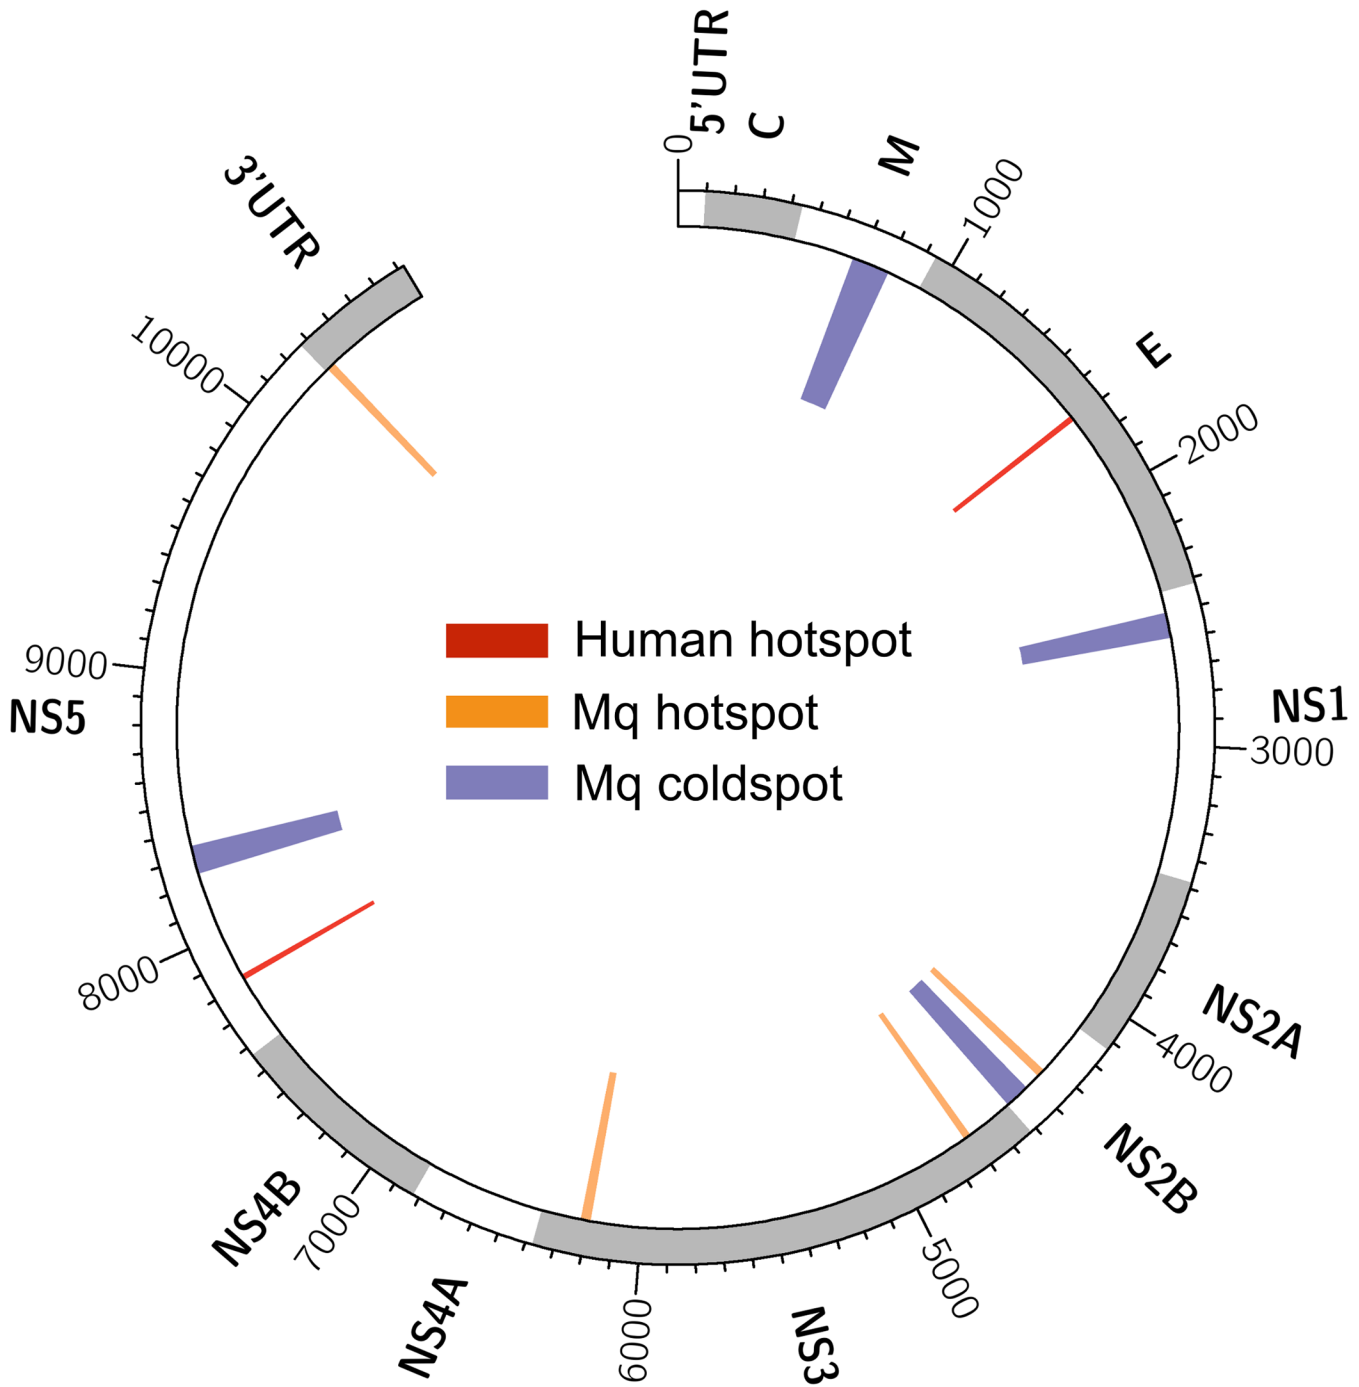 0
5’UTR
C
M
1000
E
2000
NS1
3000
NS2A
4000
NS2B
5000
NS3
6000
NS4A
7000
NS4B
8000
NS5
9000
10000
3’UTR
Human hotspot
Mq hotspot
Mq coldspot